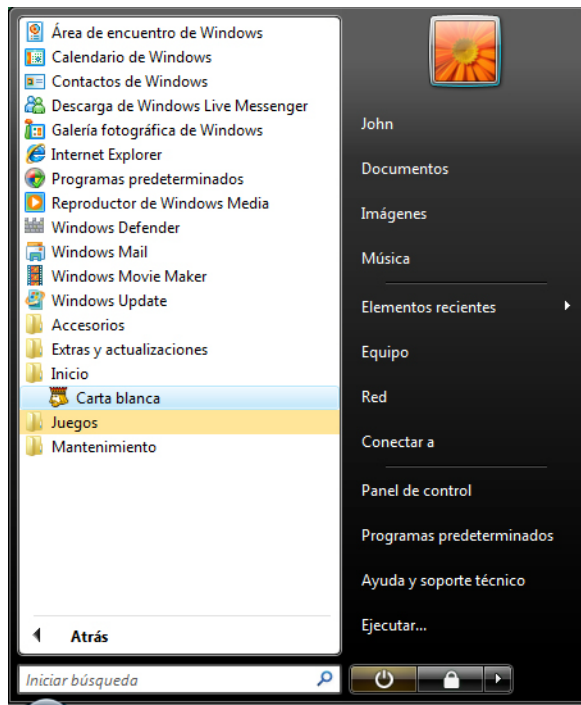 Área de encuentro de Windows
Calendario de Windows
Contactos de Windows
Descarga de Windows Live Messenger
Galería fotográfica de Windows
Internet Explorer
Programas predeterminados
Reproductor de Windows Media
Windows Defender
Windows Mail
Windows Movie Maker
Windows Update
Accesorios
Extras y actualizaciones
Inicio
Carta blanca
Juegos
Mantenimiento
Atrás
Iniciar búsqueda
John
Documentos
Imágenes
Música
Elementos recientes
Equipo
Red
Conectar a
Panel de control
Programas predeterminados
Ayuda y soporte técnico
Ejecutar...